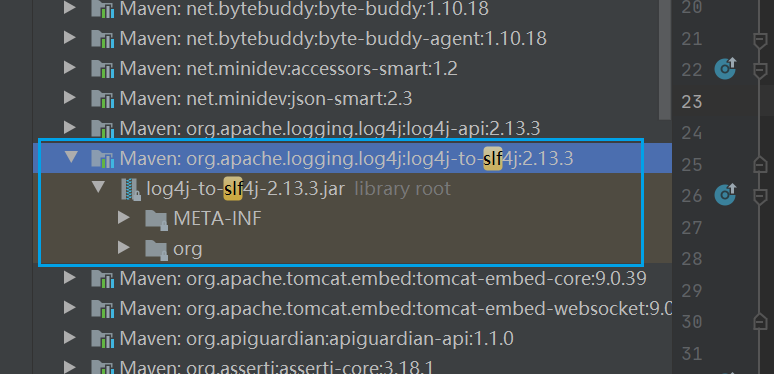 Maven: net.bytebuddy:byte-buddy:1.10.18
Maven: net.bytebuddy:byte-buddy-agent:1.10.18
Maven: net.minidev:accessors-smart:1.2
Maven: net.minidev:json-smart:2.3
Maven: org.apache.logging.log4j:log4j-api:2.13.3
Maven: org.apache.logging.log4j:log4j-to-slf4j:2.13.3
log4j-to-slf4j-2.13.3.jar library root
META-INF
org
Maven: org.apache.tomcat.embed:tomcat-embed-core:9.0.39
Maven: org.apache.tomcat.embed:tomcat-embed-websocket:9.0
Maven: org.apiguardian:apiguardian-api:1.1.0
Maven: org.assertj:assertj-core:3.18.1
20
21
22
23
24
25
26
27
28
29
30
31